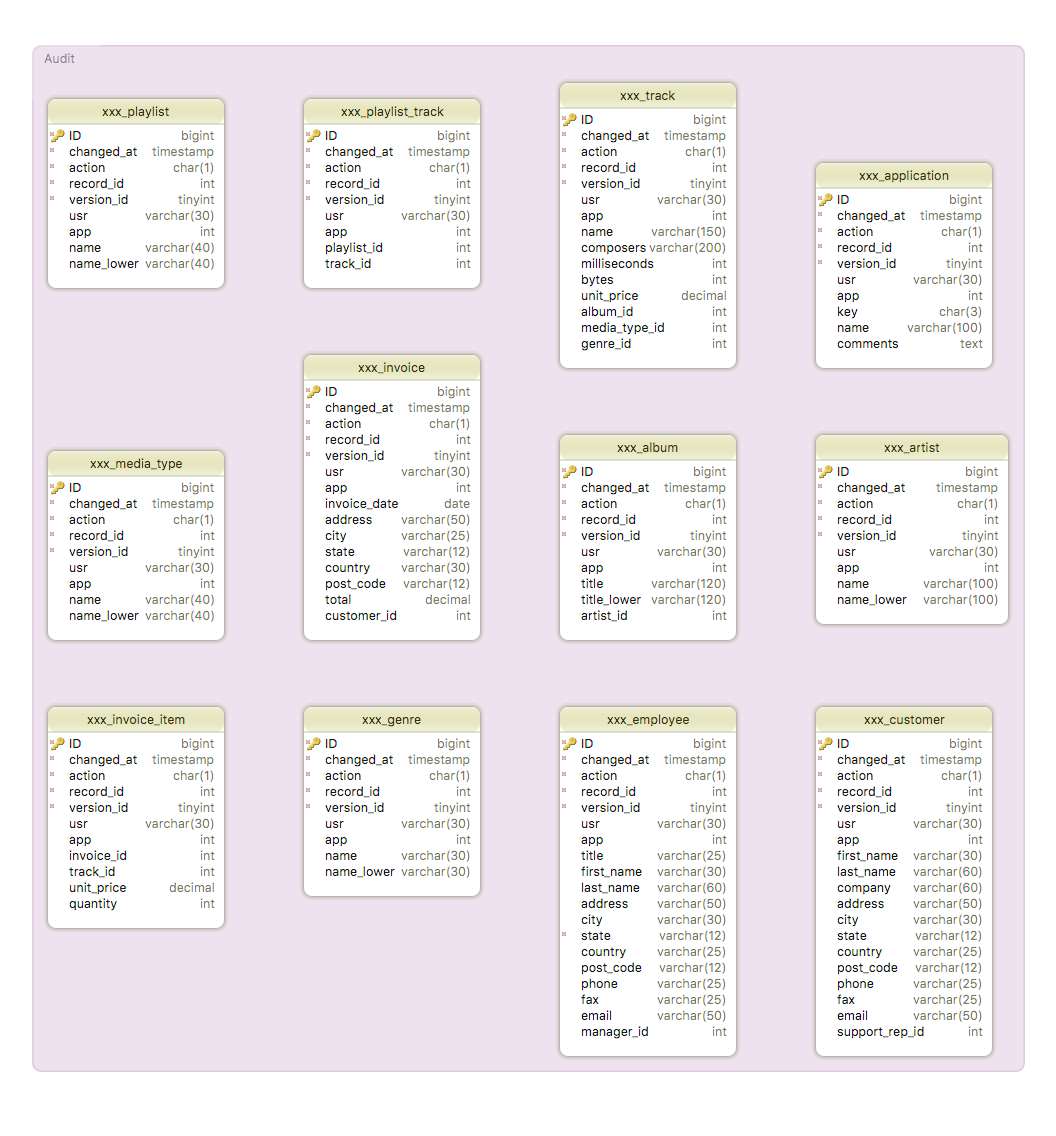 Audit
xxx_playlist
ID bigint
changed_at timestamp
action char(1)
record_id int
version_id tinyint
usr varchar(30)
app int
name varchar(40)
name_lower varchar(40)
xxx_playlist_track
ID bigint
changed_at timestamp
action char(1)
record_id int
version_id tinyint
usr varchar(30)
app int
playlist_id int
track_id int
xxx_track
ID bigint
changed_at timestamp
action char(1)
record_id int
version_id tinyint
usr varchar(30)
app int
name varchar(150)
composers varchar(200)
milliseconds int
bytes int
unit_price decimal
album_id int
media_type_id int
genre_id int
xxx_application
ID bigint
changed_at timestamp
action char(1)
record_id int
version_id tinyint
usr varchar(30)
app int
key char(3)
name varchar(100)
comments text
xxx_media_type
ID bigint
changed_at timestamp
action char(1)
record_id int
version_id tinyint
usr varchar(30)
app int
name varchar(40)
name_lower varchar(40)
xxx_invoice
ID bigint
changed_at timestamp
action char(1)
record_id int
version_id tinyint
usr varchar(30)
app int
invoice_date date
address varchar(50)
city varchar(25)
state varchar(12)
country varchar(30)
post_code varchar(12)
total decimal
customer_id int
xxx_album
ID bigint
changed_at timestamp
action char(1)
record_id int
version_id tinyint
usr varchar(30)
app int
title varchar(120)
title_lower varchar(120)
artist_id int
xxx_artist
ID bigint
changed_at timestamp
action char(1)
record_id int
version_id tinyint
usr varchar(30)
app int
name varchar(100)
name_lower varchar(100)
xxx_invoice_item
ID bigint
changed_at timestamp
action char(1)
record_id int
version_id tinyint
usr varchar(30)
app int
invoice_id int
track_id int
unit_price decimal
quantity int
xxx_genre
ID bigint
changed_at timestamp
action char(1)
record_id int
version_id tinyint
usr varchar(30)
app int
name varchar(30)
name_lower varchar(30)
xxx_employee
ID bigint
changed_at timestamp
action char(1)
record_id int
version_id tinyint
usr varchar(30)
app int
title varchar(25)
first_name varchar(30)
last_name varchar(60)
address varchar(50)
city varchar(30)
state varchar(12)
country varchar(25)
post_code varchar(12)
phone varchar(25)
fax varchar(25)
email varchar(50)
manager_id int
xxx_customer
ID bigint
changed_at timestamp
action char(1)
record_id int
version_id tinyint
usr varchar(30)
app int
first_name varchar(30)
last_name varchar(60)
company varchar(60)
address varchar(50)
city varchar(30)
state varchar(12)
country varchar(25)
post_code varchar(12)
phone varchar(25)
fax varchar(25)
email varchar(50)
support_rep_id int